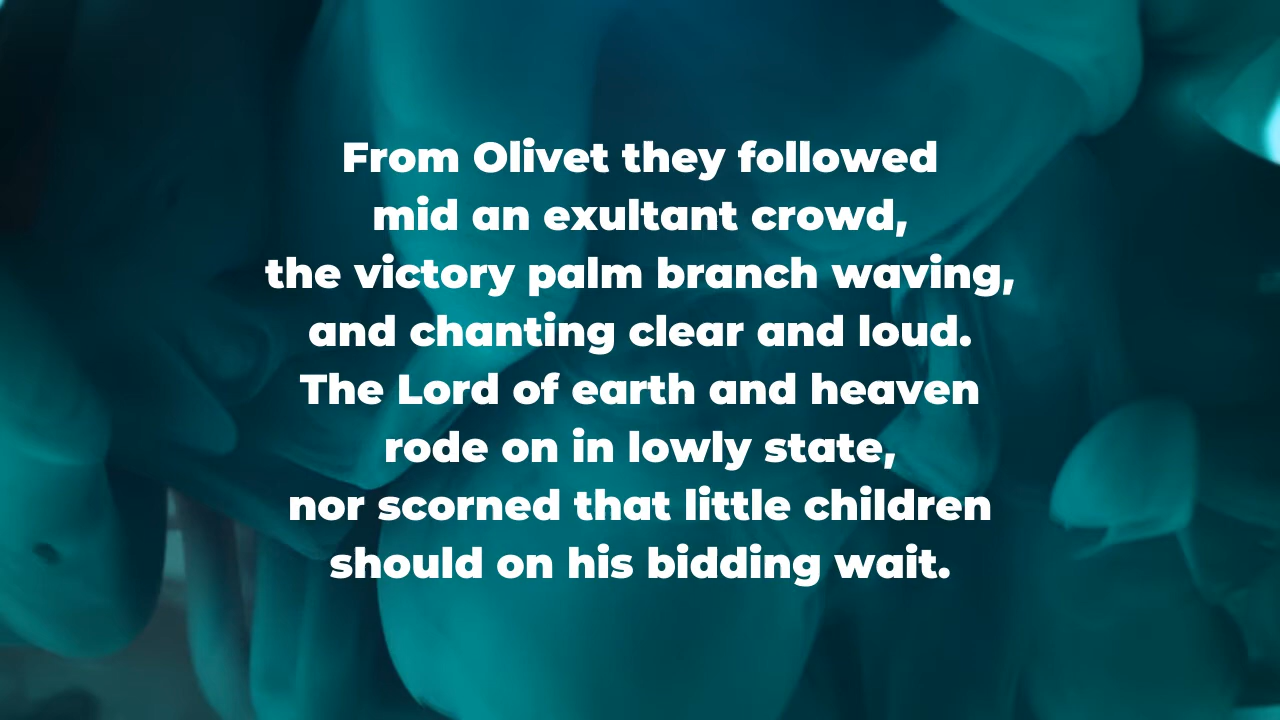 From Olivet they followed
mid an exultant crowd,
the victory palm branch waving,
and chanting clear and loud.
The Lord of earth and heaven
rode on in lowly state,
nor scorned that little children
should on his bidding wait.